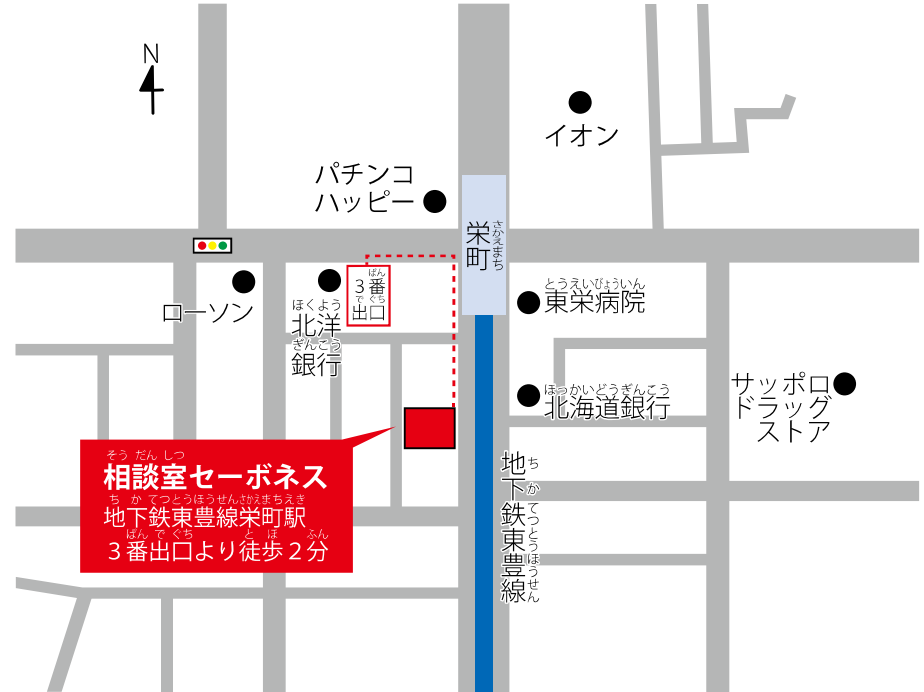 N
イオン
パチンコ
ハッピー
さかえまち
栄町
ローソン
ほくよう
北洋
ぎんこう
銀行
ばん
3番
でぐち
出口
とうえいびょういん
東栄病院
ほっかいどうぎんこう
北海道銀行
サッポロ
ドラッグ
ストア
そうだんしつ
相談室セーボネス
ちかてつとうほうせんさかえまちえき
地下鉄東豊線栄町駅
ばんでぐち とほ ふん
3番出口より徒歩2分
ちかてつとうほうせん
地下鉄東豊線